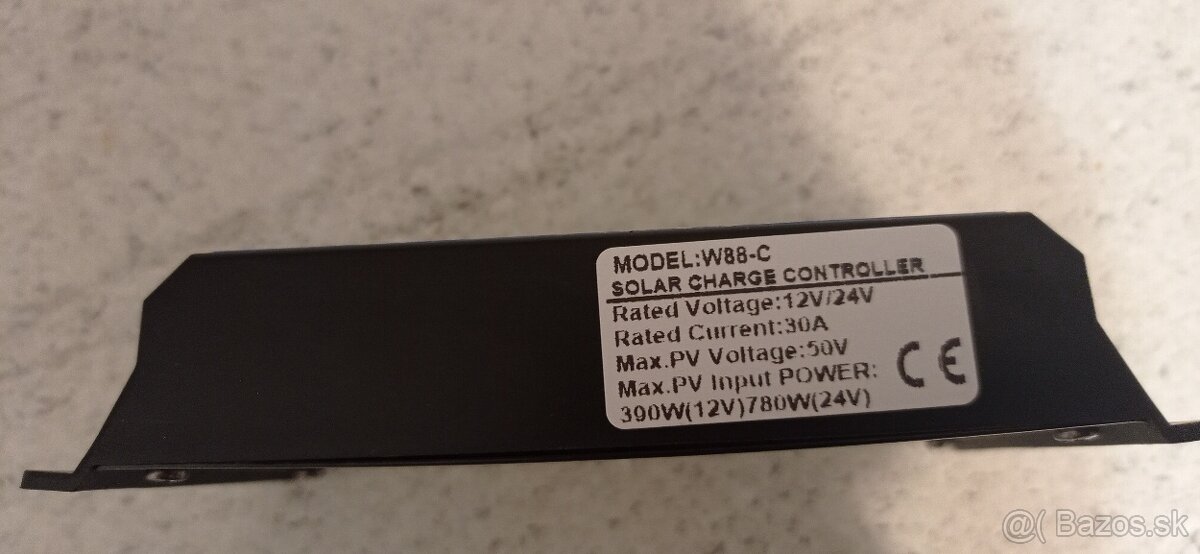 MODEL:W88-C
SOLAR CHARGE CONTROLLER
Rated Voltage:12V/24V
Rated Current:30A
Max.PV Voltage:50V
Max.PV Input POWER:
390W(12V)780W(24V)
CE
@( Bazos.sk